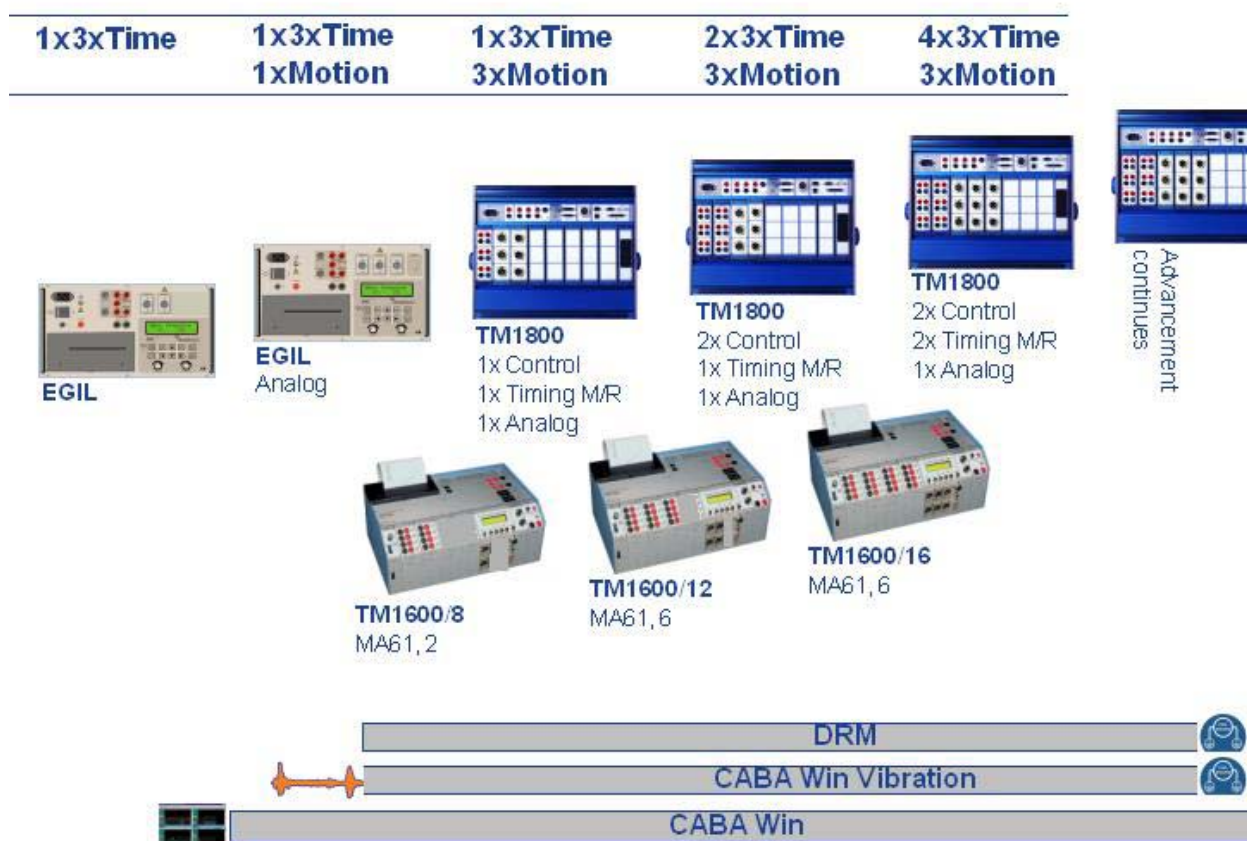 1x3xTime
1x3xTime
1xMotion
1x3xTime
3xMotion
2x3xTime
3xMotion
4x3xTime
3xMotion
EGIL
EGIL
Analog
TM1800
1x Control
1x Timing M/R
1x Analog
TM1800
2x Control
1x Timing M/R
1x Analog
TM1800
2x Control
2x Timing M/R
1x Analog
Advancement
continues
TM1600/8
MA61, 2
TM1600/12
MA61, 6
TM1600/16
MA61, 6
DRM
CABA Win Vibration
CABA Win